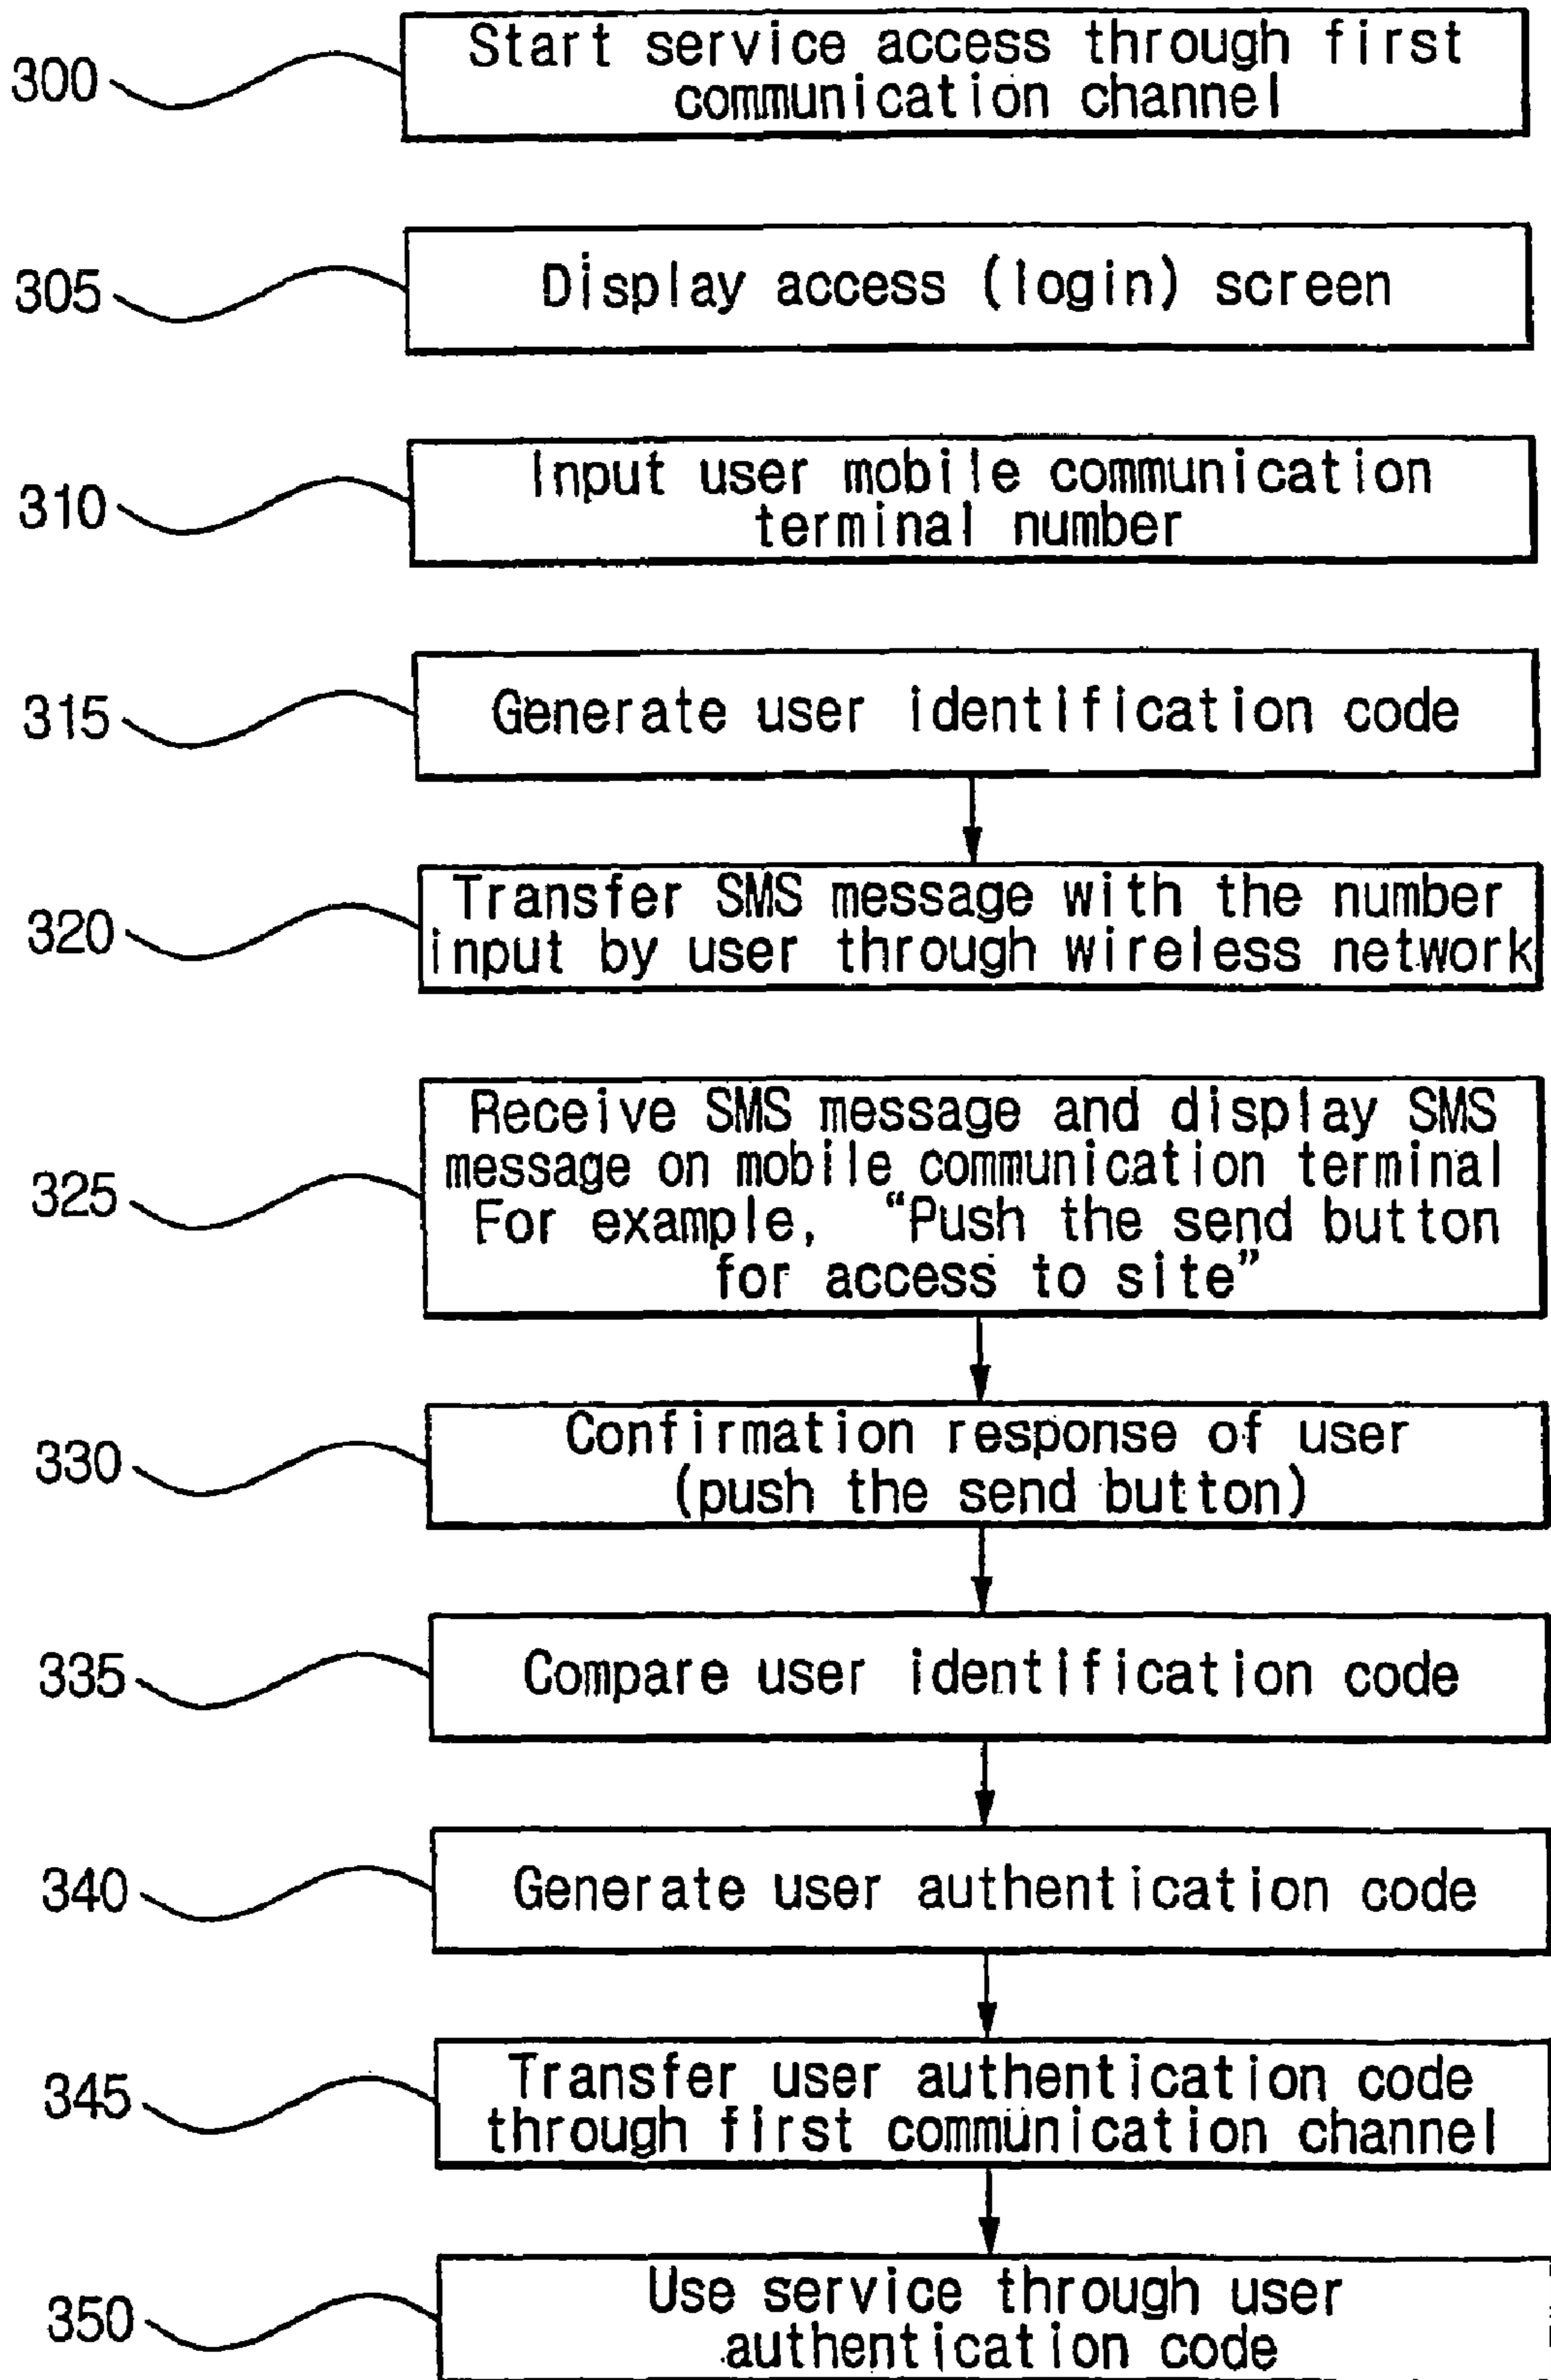 300
Start service access through first
communication channel
305
Display access (login) screen
310
Input user mobile communication
terminal number
315
Generate user identification code
320
Transfer SMS message with the number
input by user through wireless network
325
Receive SMS message and display SMS
message on mobile communication terminal
For example, “Push the send button
for access to site”
330
Confirmation response of user
(push the send button)
335
Compare user identification code
340
Generate user authentication code
345
Transfer user authentication code
through first communication channel
350
Use service through user
authentication code